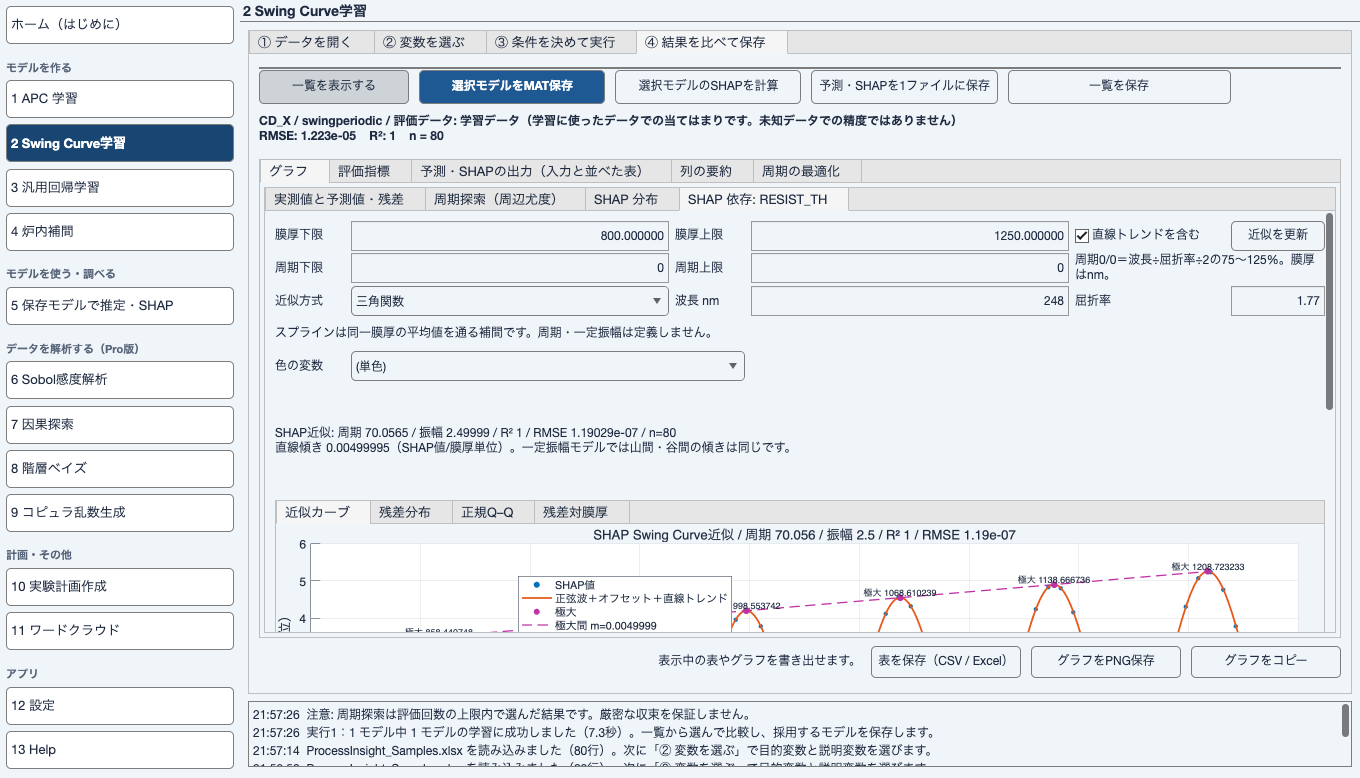 ホーム（はじめに）
モデルを作る
1 APC 学習
2 Swing Curve学習
3 汎用回帰学習
4 炉内補間
モデルを使う・調べる
5 保存モデルで推定・SHAP
データを解析する（Pro版）
6 Sobol感度解析
7 因果探索
8 階層ベイズ
9 コピュラ乱数生成
計画・その他
10 実験計画作成
11 ワードクラウド
アプリ
12 設定
13 Help
2 Swing Curve学習
① データを開く ② 変数を選ぶ ③ 条件を決めて実行 ④ 結果を比べて保存
一覧を表示する 選択モデルをMAT保存 選択モデルのSHAPを計算 予測・SHAPを1ファイルに保存 一覧を保存
CD_X / swingperiodic / 評価データ: 学習データ（学習に使ったデータでの当てはまりです。未知データでの精度ではありません）
RMSE: 1.223e-05 R²: 1 n = 80
グラフ 評価指標 予測・SHAPの出力（入力と並べた表） 列の要約 周期の最適化
実測値と予測値・残差 周期探索（周辺尤度） SHAP 分布 SHAP 依存: RESIST_TH
膜厚下限 800.000000 膜厚上限 1250.000000 直線トレンドを含む 近似を更新
周期下限 0 周期上限 0 周期0/0＝波長÷屈折率÷2の75〜125%。膜厚
はnm。
近似方式 三角関数 波長 nm 248 屈折率 1.77
スプラインは同一膜厚の平均値を通る補間です。周期・一定振幅は定義しません。
色の変数 (単色)
SHAP近似: 周期 70.0565 / 振幅 2.49999 / R² 1 / RMSE 1.19029e-07 / n=80
直線傾き 0.00499995（SHAP値/膜厚単位）。一定振幅モデルでは山間・谷間の傾きは同じです。
近似カーブ 残差分布 正規Q–Q 残差対膜厚
SHAP Swing Curve近似 / 周期 70.056 / 振幅 2.5 / R² 1 / RMSE 1.19e-07
6
5
4
SHAP値
正弦波＋オフセット＋直線トレンド
極大
極大間 m=0.0049999
998.553742
極大 1068.610239
極大 1138.666736
極大 1208.723233
表示中の表やグラフを書き出せます。 表を保存（CSV / Excel） グラフをPNG保存 グラフをコピー
21:57:26 注意: 周期探索は評価回数の上限内で選んだ結果です。厳密な収束を保証しません。
21:57:26 実行1：1 モデル中 1 モデルの学習に成功しました（7.3秒）。一覧から選んで比較し、採用するモデルを保存します。
21:57:14 ProcessInsight_Samples.xlsx を読み込みました（80行）。次に「② 変数を選ぶ」で目的変数と説明変数を選びます。